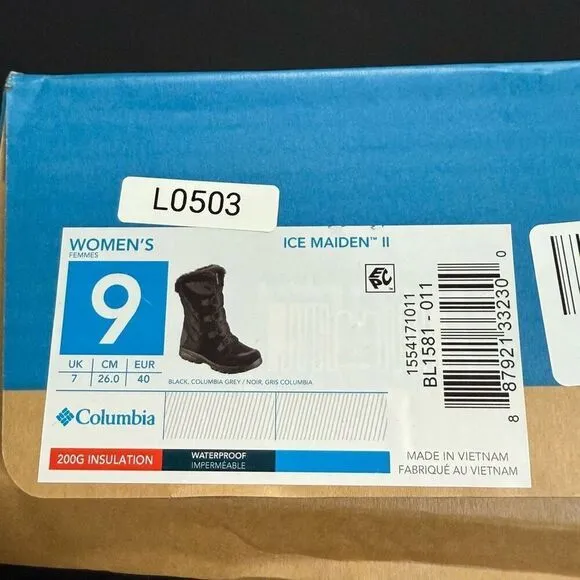 L0503
WOMEN'S
FEMMES
ICE MAIDEN™ II
9
EPC
UK CM EUR
7 26.0 40
BLACK, COLUMBIA GREY / NOIR, GRIS COLUMBIA
1554171011
BL1581 - 011
8 87921 33230 0
Columbia
200G INSULATION
WATERPROOF
IMPERMÉABLE
MADE IN VIETNAM
FABRIQUÉ AU VIETNAM